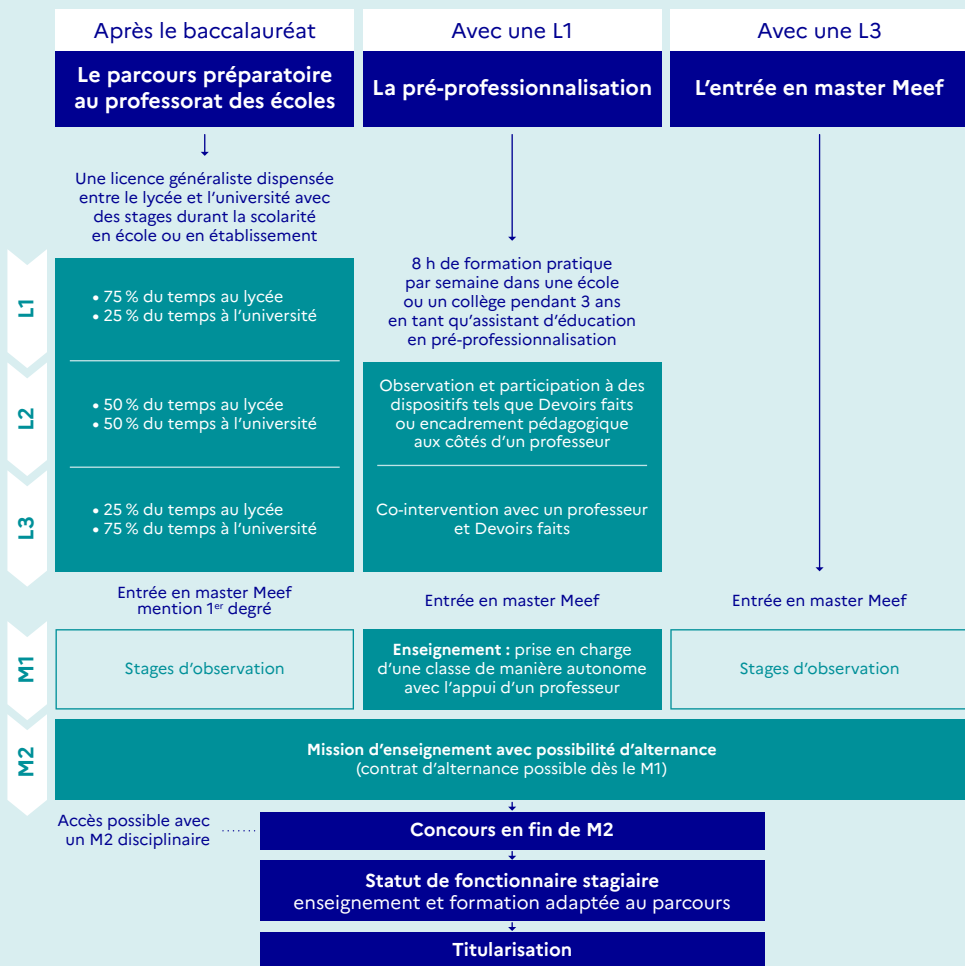 Après le baccalauréat
Le parcours préparatoire
au professorat des écoles
Une licence généraliste dispensée
entre le lycée et l'université avec
des stages durant la scolarité
en école ou en établissement
Avec une L1
La pré-professionnalisation
8 h de formation pratique
par semaine dans une école
ou un collège pendant 3 ans
en tant qu'assistant d'éducation
en pré-professionnalisation
Avec une L3
L'entrée en master Meef
L1
• 75 % du temps au lycée
• 25 % du temps à l'université
L2
• 50 % du temps au lycée
• 50 % du temps à l'université
Observation et participation à des
dispositifs tels que Devoirs faits
ou encadrement pédagogique
aux côtés d'un professeur
L3
• 25 % du temps au lycée
• 75 % du temps à l'université
Co-intervention avec un professeur
et Devoirs faits
Entrée en master Meef
mention 1er degré
Entrée en master Meef
Entrée en master Meef
M1
Stages d'observation
Enseignement : prise en charge
d'une classe de manière autonome
avec l'appui d'un professeur
Stages d'observation
M2
Mission d'enseignement avec possibilité d'alternance
(contrat d'alternance possible dès le M1)
Accès possible avec
un M2 disciplinaire
Concours en fin de M2
Statut de fonctionnaire stagiaire
enseignement et formation adaptée au parcours
Titularisation